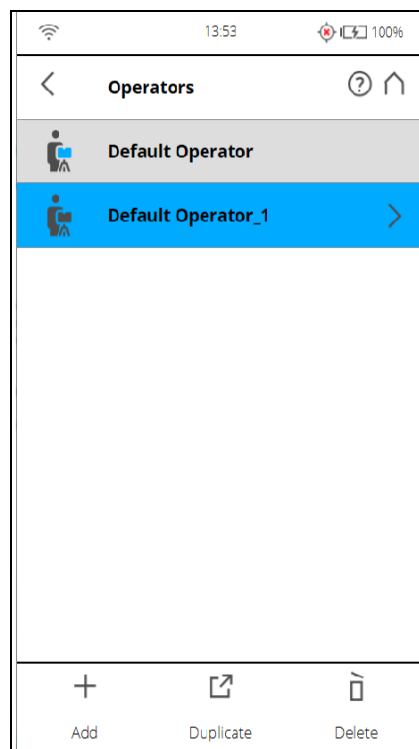 13:53 100%
Operators
Default Operator
Default Operator_1
Add Duplicate Delete